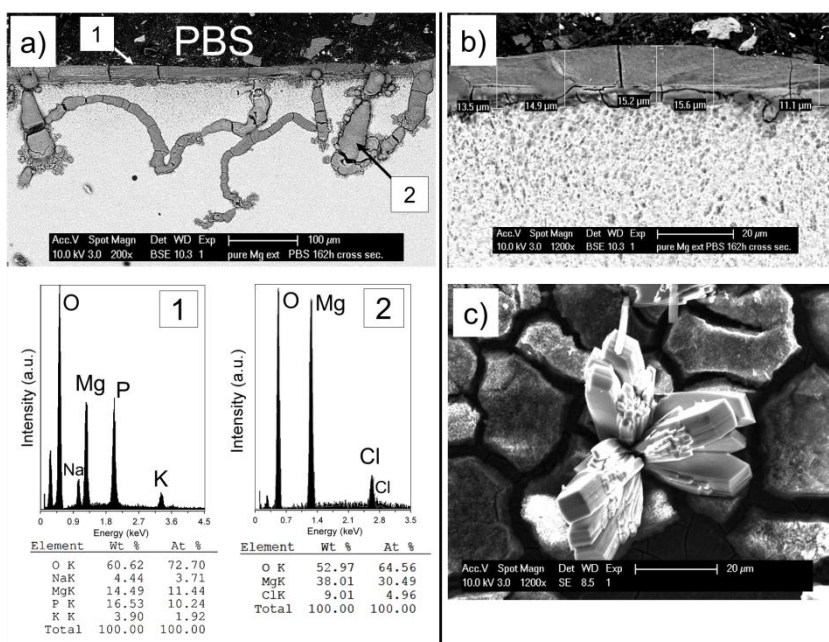 a)
1
PBS
2
Acc.V Spot Magn Det WD Exp 100 µm
10.0 kV 3.0 200x BSE 10.3 1 pure Mg ext PBS 162h cross sec.
b)
13.5 µm
14.9 µm
15.2 µm
15.6 µm
11.1 µm
Acc.V Spot Magn Det WD Exp 20 µm
10.0 kV 3.0 1200x BSE 10.3 1 pure Mg ext PBS 162h cross sec.
1
O
Mg
P
Na
K
Intensity (a.u.)
0 0.9 1.8 2.7 3.6 4.5
Energy (keV)
Element Wt % At %
O K 60.62 72.70
NaK 4.44 3.71
MgK 14.49 11.44
P K 16.53 10.24
K K 3.90 1.92
Total 100.00 100.00
2
O
Mg
Cl
Cl
Intensity (a.u.)
0 0.7 1.4 2.1 2.8 3.5
Energy (keV)
Element Wt % At %
O K 52.97 64.56
MgK 38.01 30.49
ClK 9.01 4.96
Total 100.00 100.00
c)
Acc.V Spot Magn Det WD Exp 20 µm
10.0 kV 3.0 1200x SE 8.5 1